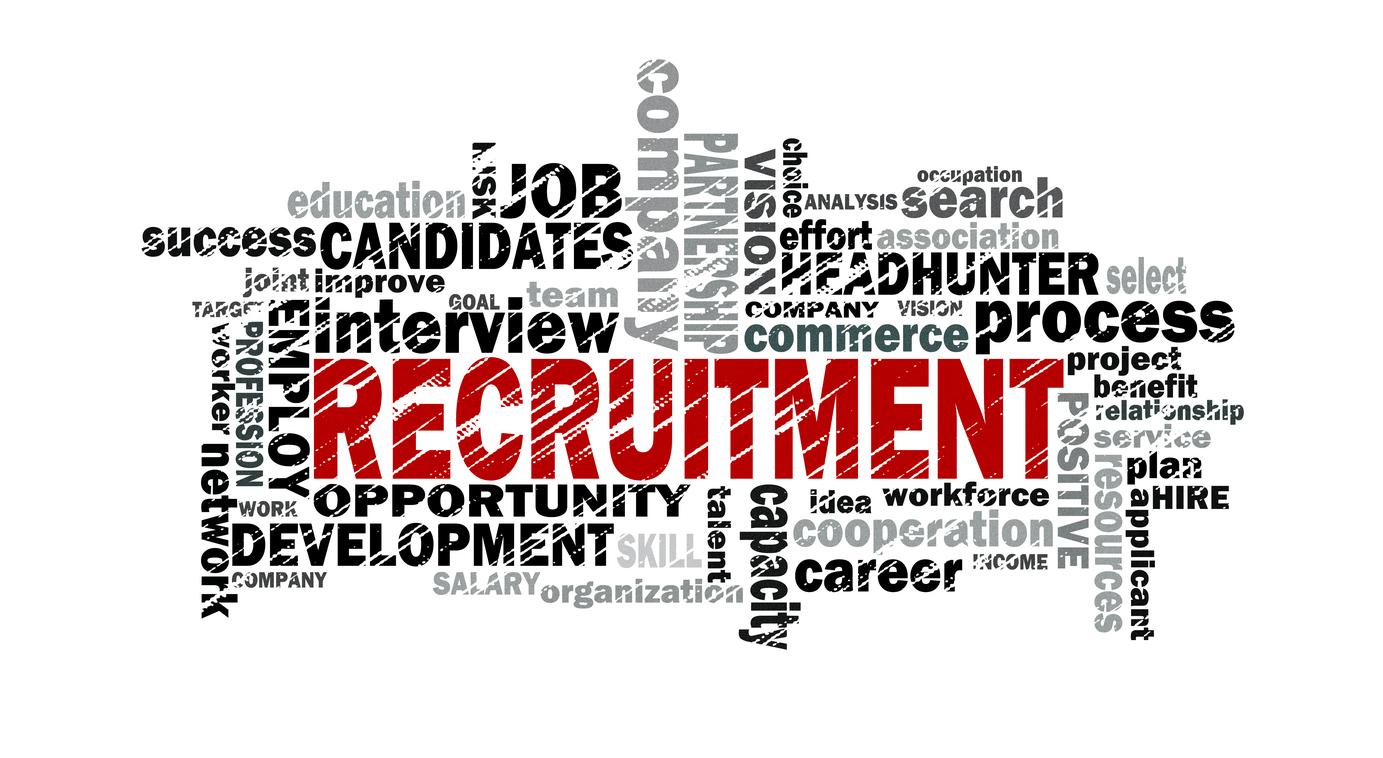 company
PARTNERSHIP
VISION
choice
RISK
JOB
occupation
education
ANALYSIS
search
success
CANDIDATES
effort
association
HEADHUNTER
select
joint
improve
GOAL
team
TARGET
COMPANY
VISION
process
interview
commerce
worker
PROFESSION
EMPLOY
RECRUITMENT
project
benefit
relationship
service
POSITIVE
plan
resources
HIRE
applicant
network
WORK
OPPORTUNITY
talent
capacity
idea
workforce
DEVELOPMENT
SKILL
cooperation
COMPANY
SALARY
organization
career
INCOME